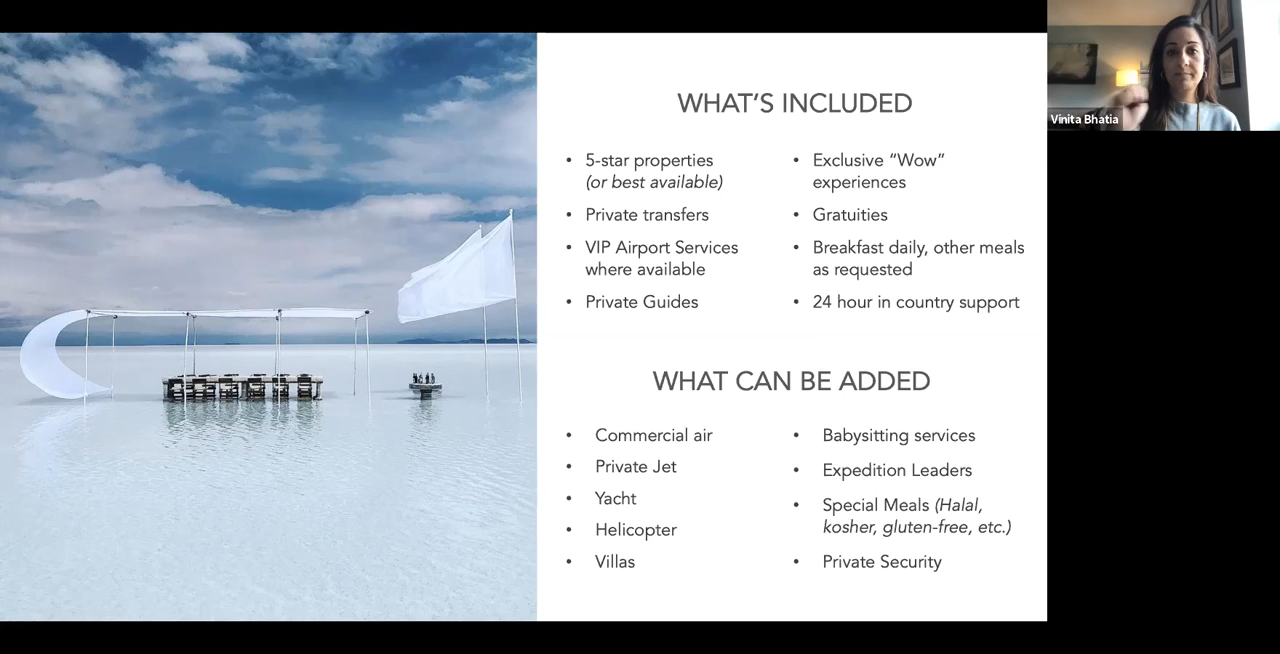 WHAT'S INCLUDED
• 5-star properties
(or best available)
• Private transfers
• VIP Airport Services
where available
• Private Guides
• Exclusive “Wow”
experiences
• Gratuities
• Breakfast daily, other meals
as requested
• 24 hour in country support
WHAT CAN BE ADDED
• Commercial air
• Private Jet
• Yacht
• Helicopter
• Villas
• Babysitting services
• Expedition Leaders
• Special Meals (Halal,
kosher, gluten-free, etc.)
• Private Security
Vinita Bhatia